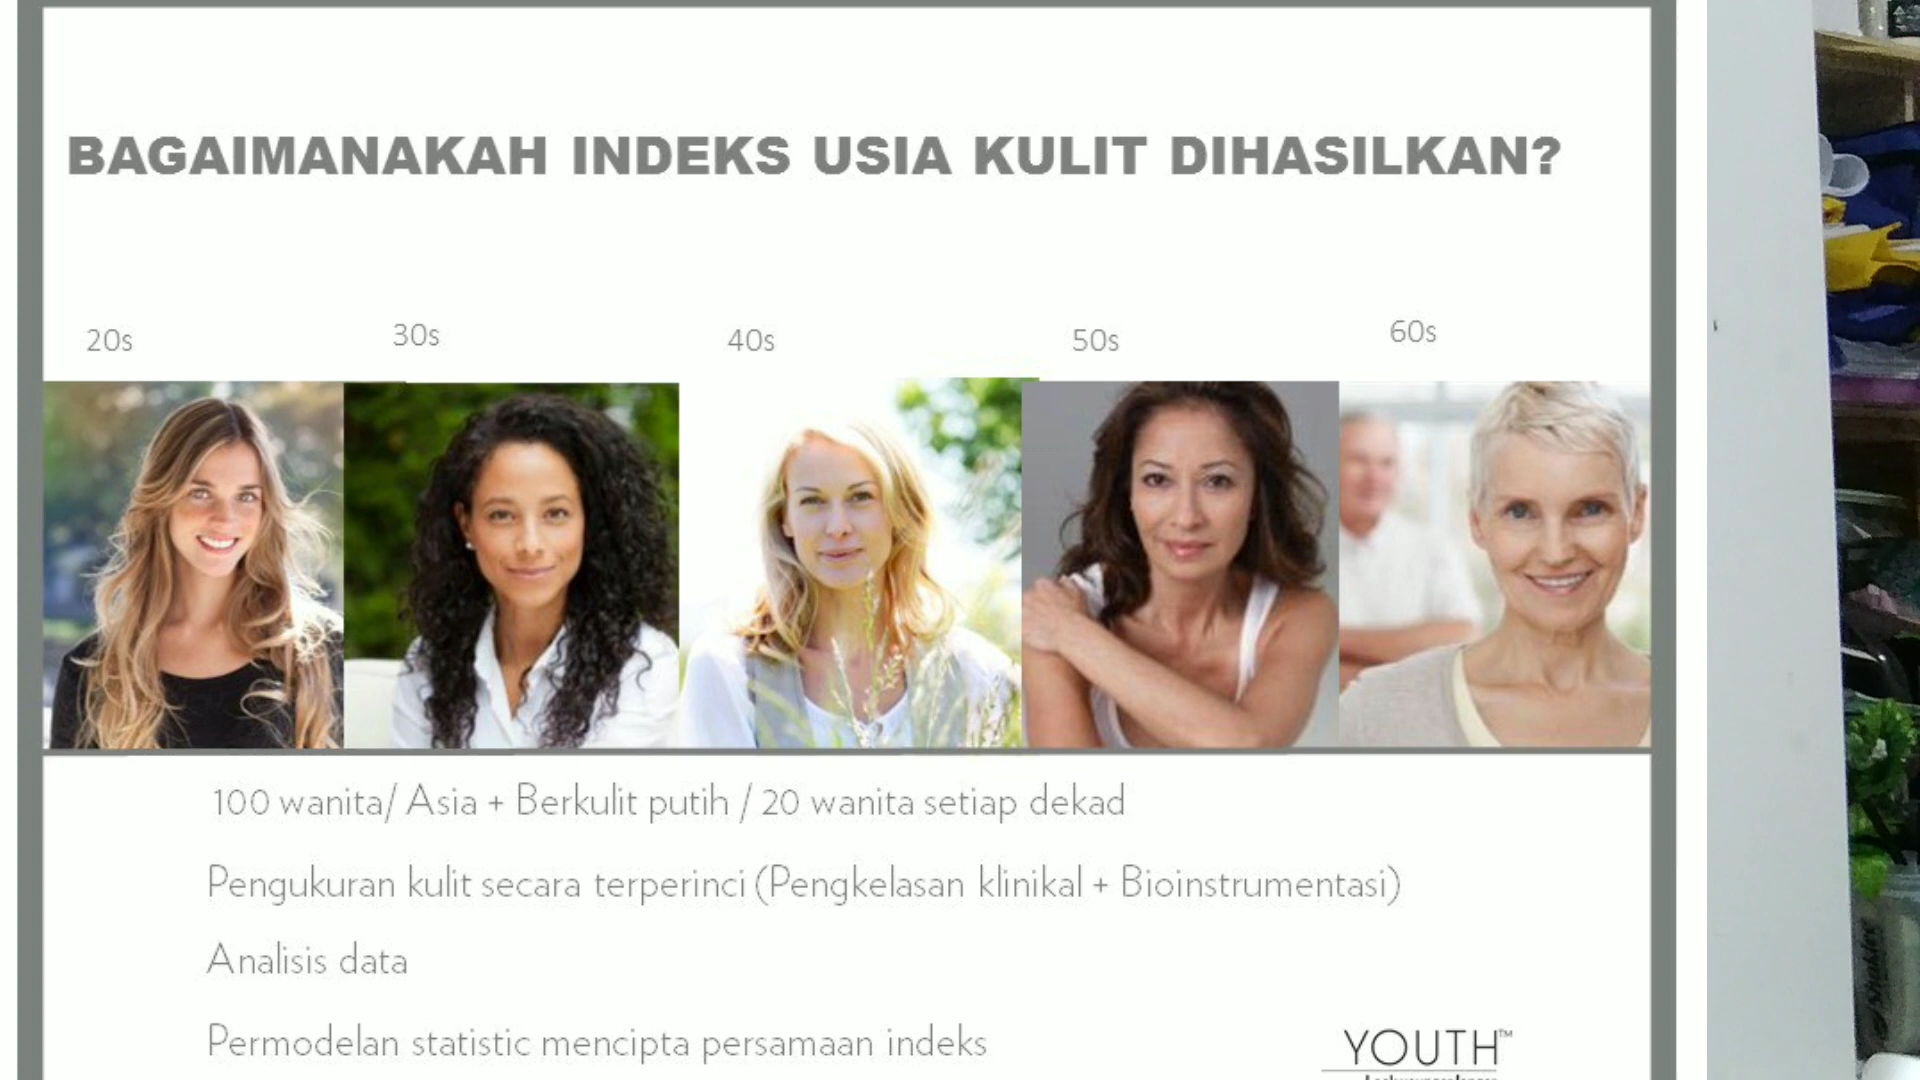 BAGAIMANAKAH INDEKS USIA KULIT DIHASILKAN?
20s
30s
40s
50s
60s
100 wanita/ Asia + Berkulit putih / 20 wanita setiap dekad
Pengukuran kulit secara terperinci (Pengkelasan klinikal + Bioinstrumentasi)
Analisis data
Permodelan statistic mencipta persamaan indeks
YOUTH™
Shaklee